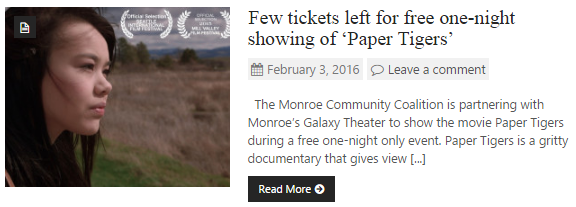 Official Selection
SEATTLE
INTERNATIONAL
FILM FESTIVAL
OFFICIAL SELECTION
MILL VALLEY
FILM FESTIVAL
Few tickets left for free one-night
showing of ‘Paper Tigers’
February 3, 2016
Leave a comment
The Monroe Community Coalition is partnering with
Monroe’s Galaxy Theater to show the movie Paper Tigers
during a free one-night only event. Paper Tigers is a gritty
documentary that gives view [...]
Read More